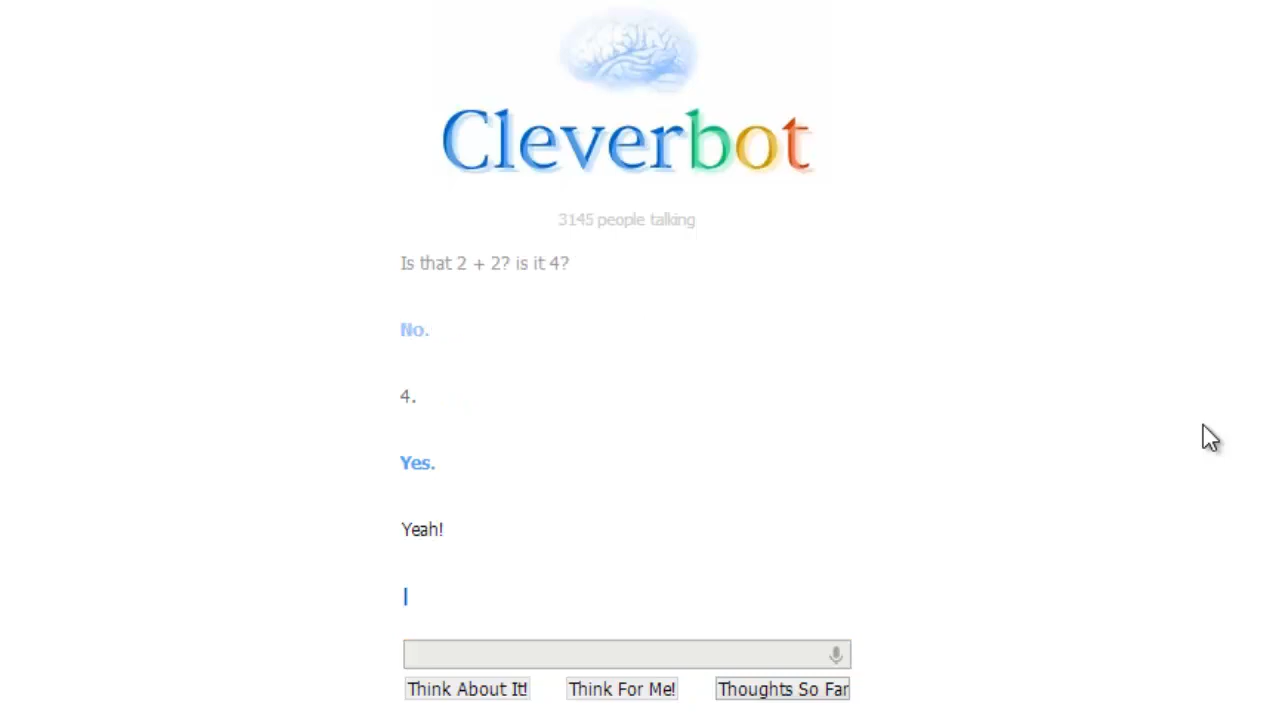 Cleverbot
3145 people talking
Is that 2 + 2? is it 4?
No.
4.
Yes.
Yeah!
Think About It! Think For Me! Thoughts So Far